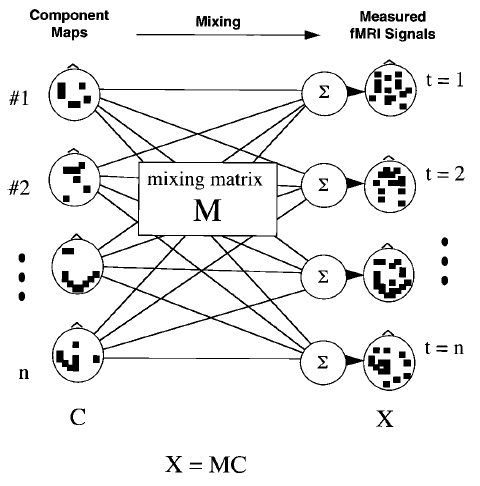 Component
Maps
Mixing
Measured
fMRI Signals
#1
Σ
t = 1
#2
mixing matrix
M
Σ
t = 2
Σ
n
Σ
t = n
C
X
X = MC